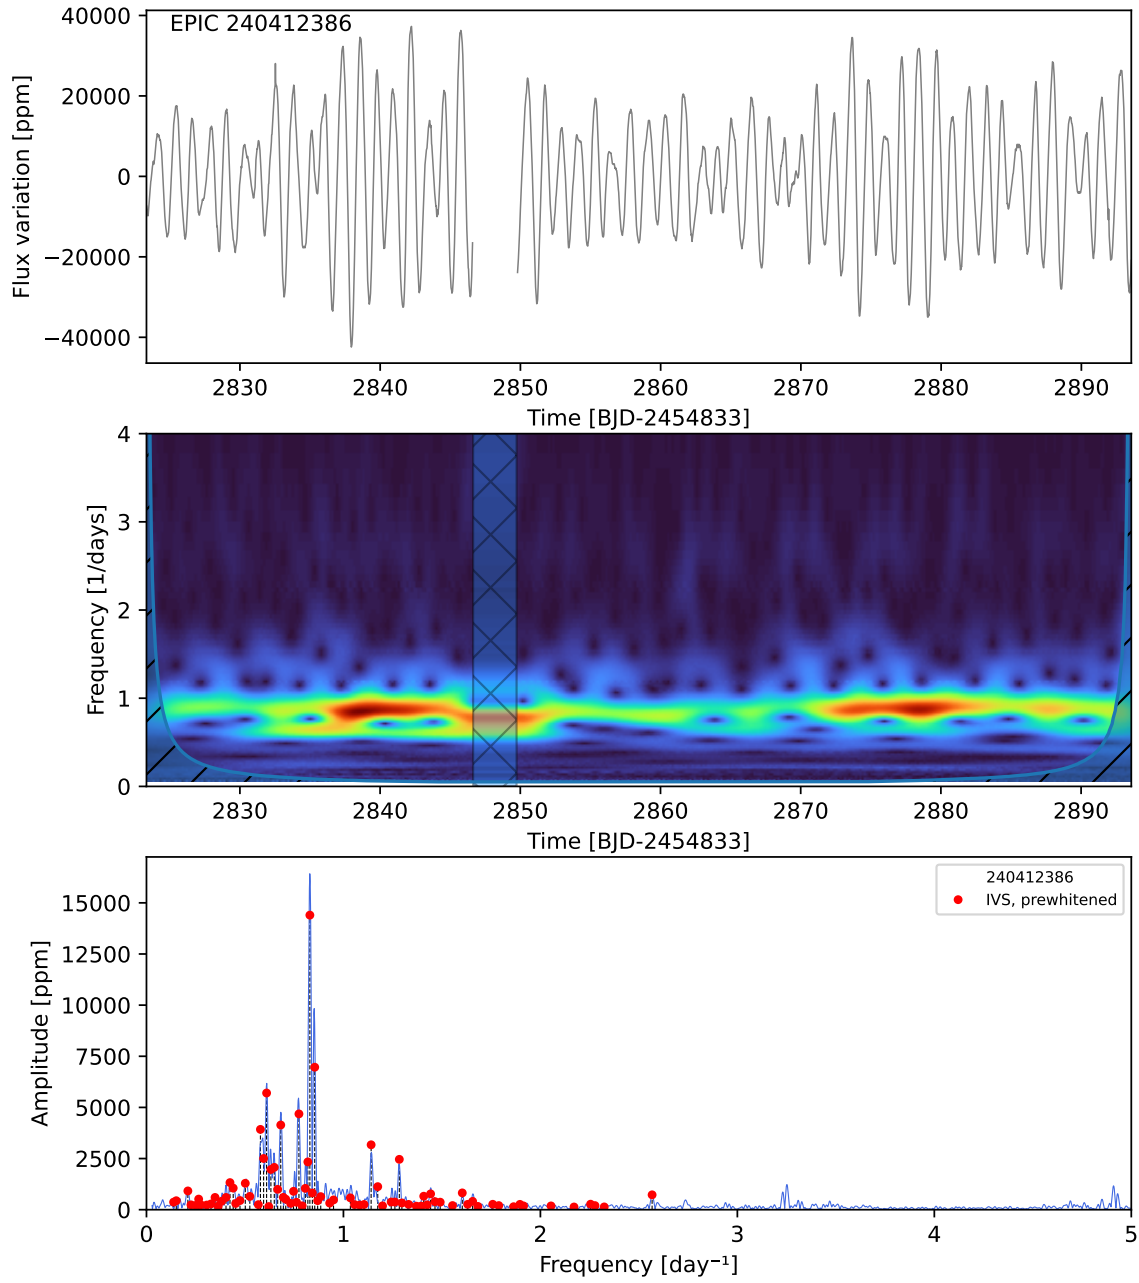 EPIC 240412386
40000
20000
0
−20000
−40000
Flux variation [ppm]
2830 2840 2850 2860 2870 2880 2890
Time [BJD-2454833]
4
3
2
1
0
Frequency [1/days]
2830 2840 2850 2860 2870 2880 2890
Time [BJD-2454833]
240412386
IVS, prewhitened
15000
12500
10000
7500
5000
2500
0
Amplitude [ppm]
0 1 2 3 4 5
Frequency [day⁻¹]